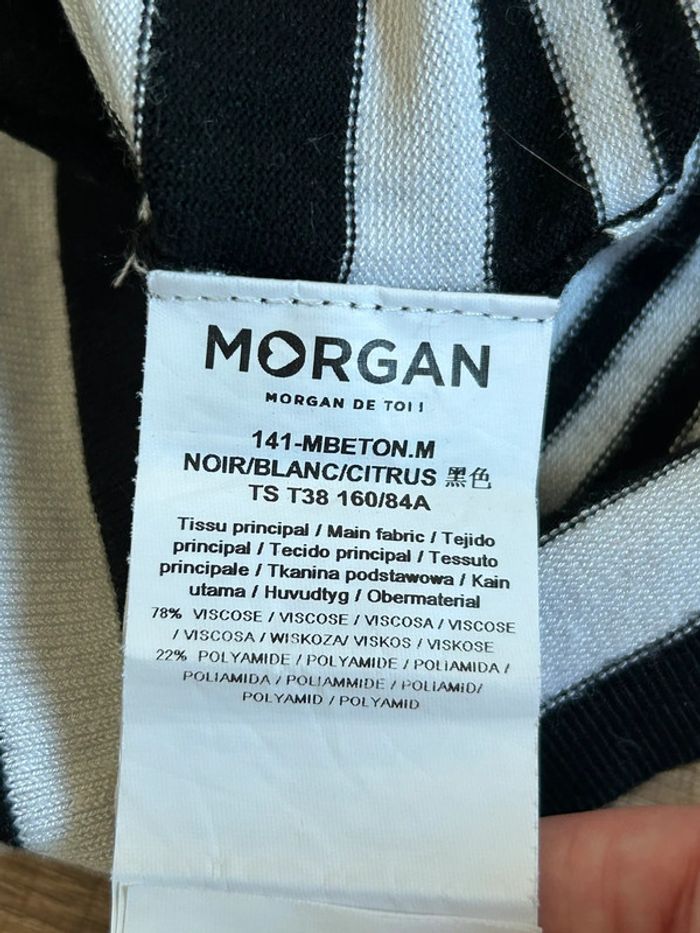 MORGAN
MORGAN DE TOI !
141-MBETON.M
NOIR/BLANC/CITRUS 黑色
TS T38 160/84A
Tissu principal / Main fabric / Tejido
principal / Tecido principal / Tessuto
principale / Tkanina podstawowa / Kain
utama / Huvudtyg / Obermaterial
78% VISCOSE / VISCOSE / VISCOSA / VISCOSE
/ VISCOSA / WISKOZA/ VISKOS / VISKOSE
22% POLYAMIDE / POLYAMIDE / POLIAMIDA /
POLIAMIDA / POLIAMMIDE / POLIAMID/
POLYAMID / POLYAMID